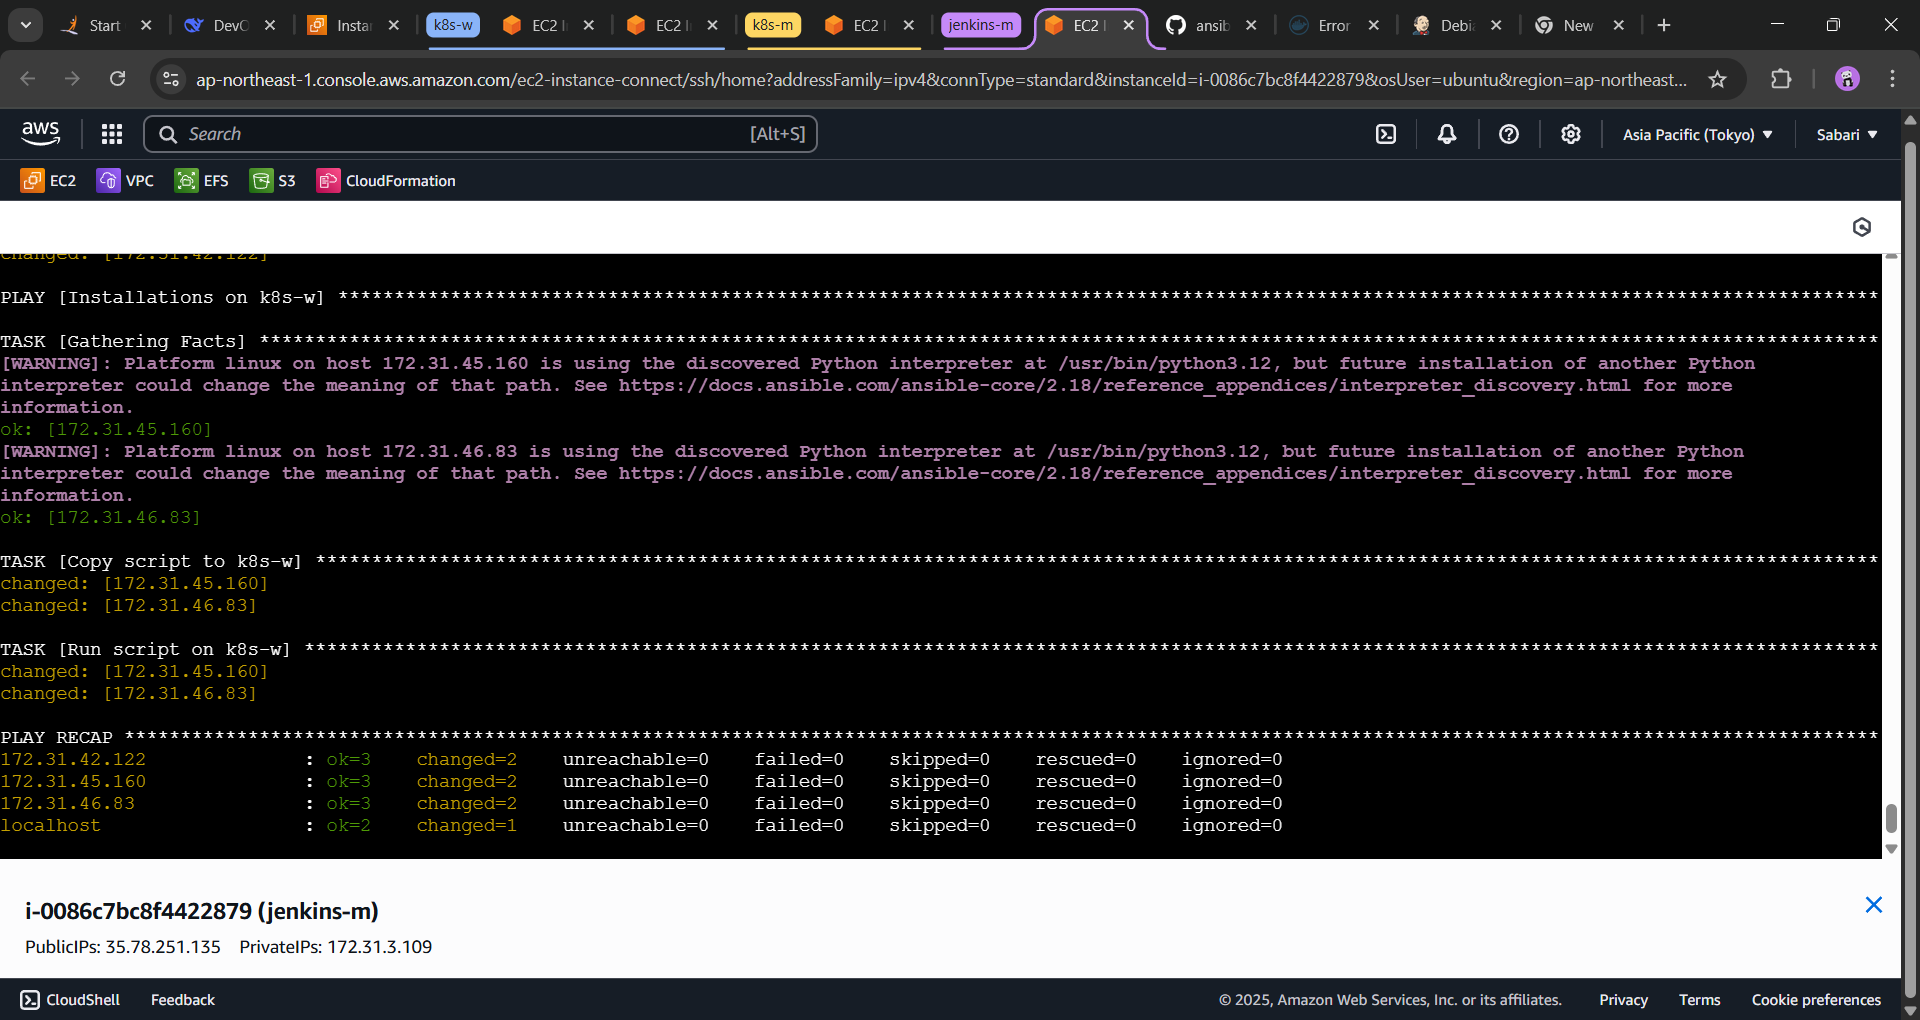 Start
DevO
Instan
k8s-w
EC2 I
EC2 I
k8s-m
EC2 I
jenkins-m
EC2 I
ansib
Error
Debia
New
ap-northeast-1.console.aws.amazon.com/ec2-instance-connect/ssh/home?addressFamily=ipv4&connType=standard&instanceId=i-0086c7bc8f4422879&osUser=ubuntu&region=ap-northeast...
aws
Search
[Alt+S]
Asia Pacific (Tokyo)
Sabari
EC2
VPC
EFS
S3
CloudFormation
changed: [172.31.42.122]
PLAY [Installations on k8s-w] *****************************************************************************************************************************************
TASK [Gathering Facts] ************************************************************************************************************************************************
[WARNING]: Platform linux on host 172.31.45.160 is using the discovered Python interpreter at /usr/bin/python3.12, but future installation of another Python
interpreter could change the meaning of that path. See https://docs.ansible.com/ansible-core/2.18/reference_appendices/interpreter_discovery.html for more
information.
ok: [172.31.45.160]
[WARNING]: Platform linux on host 172.31.46.83 is using the discovered Python interpreter at /usr/bin/python3.12, but future installation of another Python
interpreter could change the meaning of that path. See https://docs.ansible.com/ansible-core/2.18/reference_appendices/interpreter_discovery.html for more
information.
ok: [172.31.46.83]
TASK [Copy script to k8s-w] *******************************************************************************************************************************************
changed: [172.31.45.160]
changed: [172.31.46.83]
TASK [Run script on k8s-w] ********************************************************************************************************************************************
changed: [172.31.45.160]
changed: [172.31.46.83]
PLAY RECAP ************************************************************************************************************************************************************
172.31.42.122 : ok=3 changed=2 unreachable=0 failed=0 skipped=0 rescued=0 ignored=0
172.31.45.160 : ok=3 changed=2 unreachable=0 failed=0 skipped=0 rescued=0 ignored=0
172.31.46.83 : ok=3 changed=2 unreachable=0 failed=0 skipped=0 rescued=0 ignored=0
localhost : ok=2 changed=1 unreachable=0 failed=0 skipped=0 rescued=0 ignored=0
i-0086c7bc8f4422879 (jenkins-m)
PublicIPs: 35.78.251.135 PrivateIPs: 172.31.3.109
CloudShell
Feedback
© 2025, Amazon Web Services, Inc. or its affiliates.
Privacy
Terms
Cookie preferences